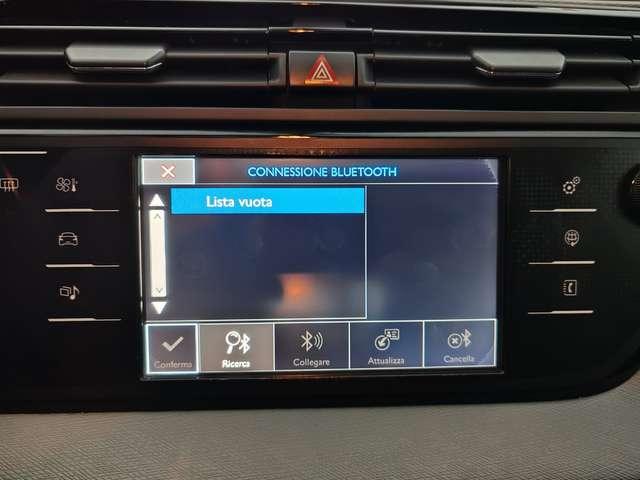 CONNESSIONE BLUETOOTH
Lista vuota
Conferma
Ricerca
Collegare
Attualizza
Cancella